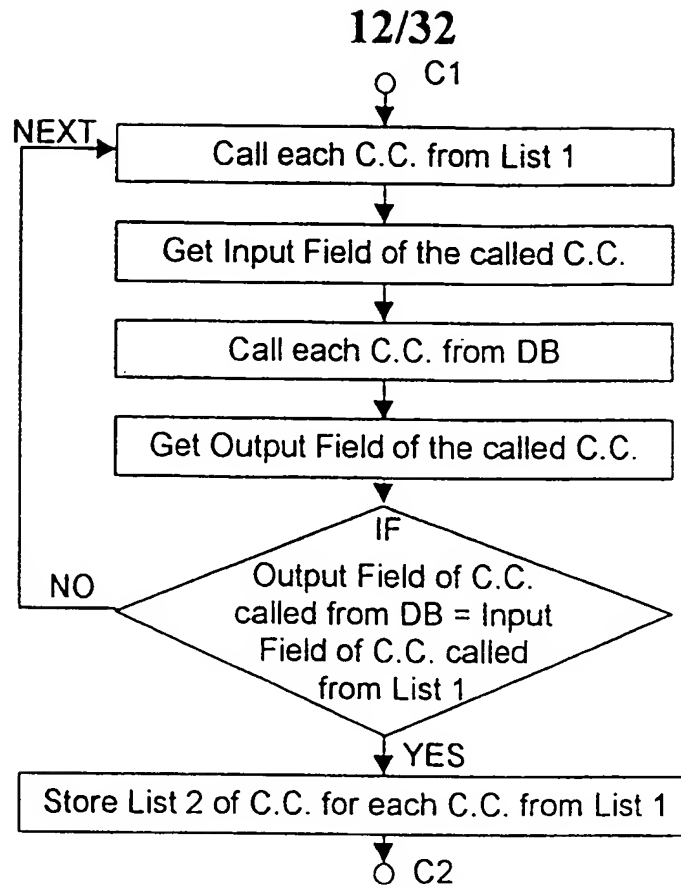 12/32
C1
NEXT
Call each C.C. from List 1
Get Input Field of the called C.C.
Call each C.C. from DB
Get Output Field of the called C.C.
IF
NO
Output Field of C.C.
called from DB = Input
Field of C.C. called
from List 1
YES
Store List 2 of C.C. for each C.C. from List 1
C2